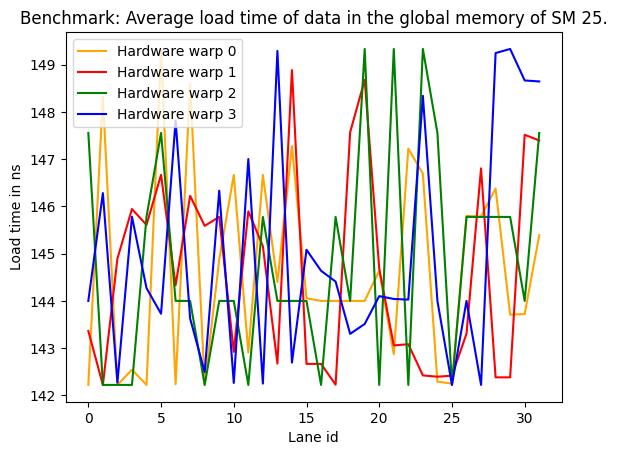 Benchmark: Average load time of data in the global memory of SM 25.
Hardware warp 0
Hardware warp 1
Hardware warp 2
Hardware warp 3
149
148
147
146
145
144
143
142
Load time in ns
0 5 10 15 20 25 30
Lane id